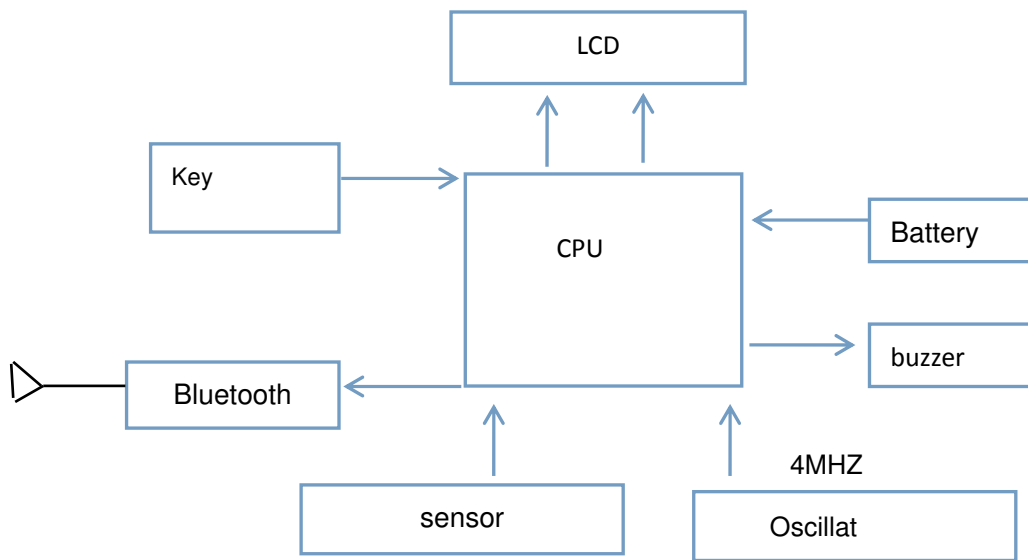 LCD
Key
CPU
Battery
buzzer
Bluetooth
4MHZ
sensor
Oscillat